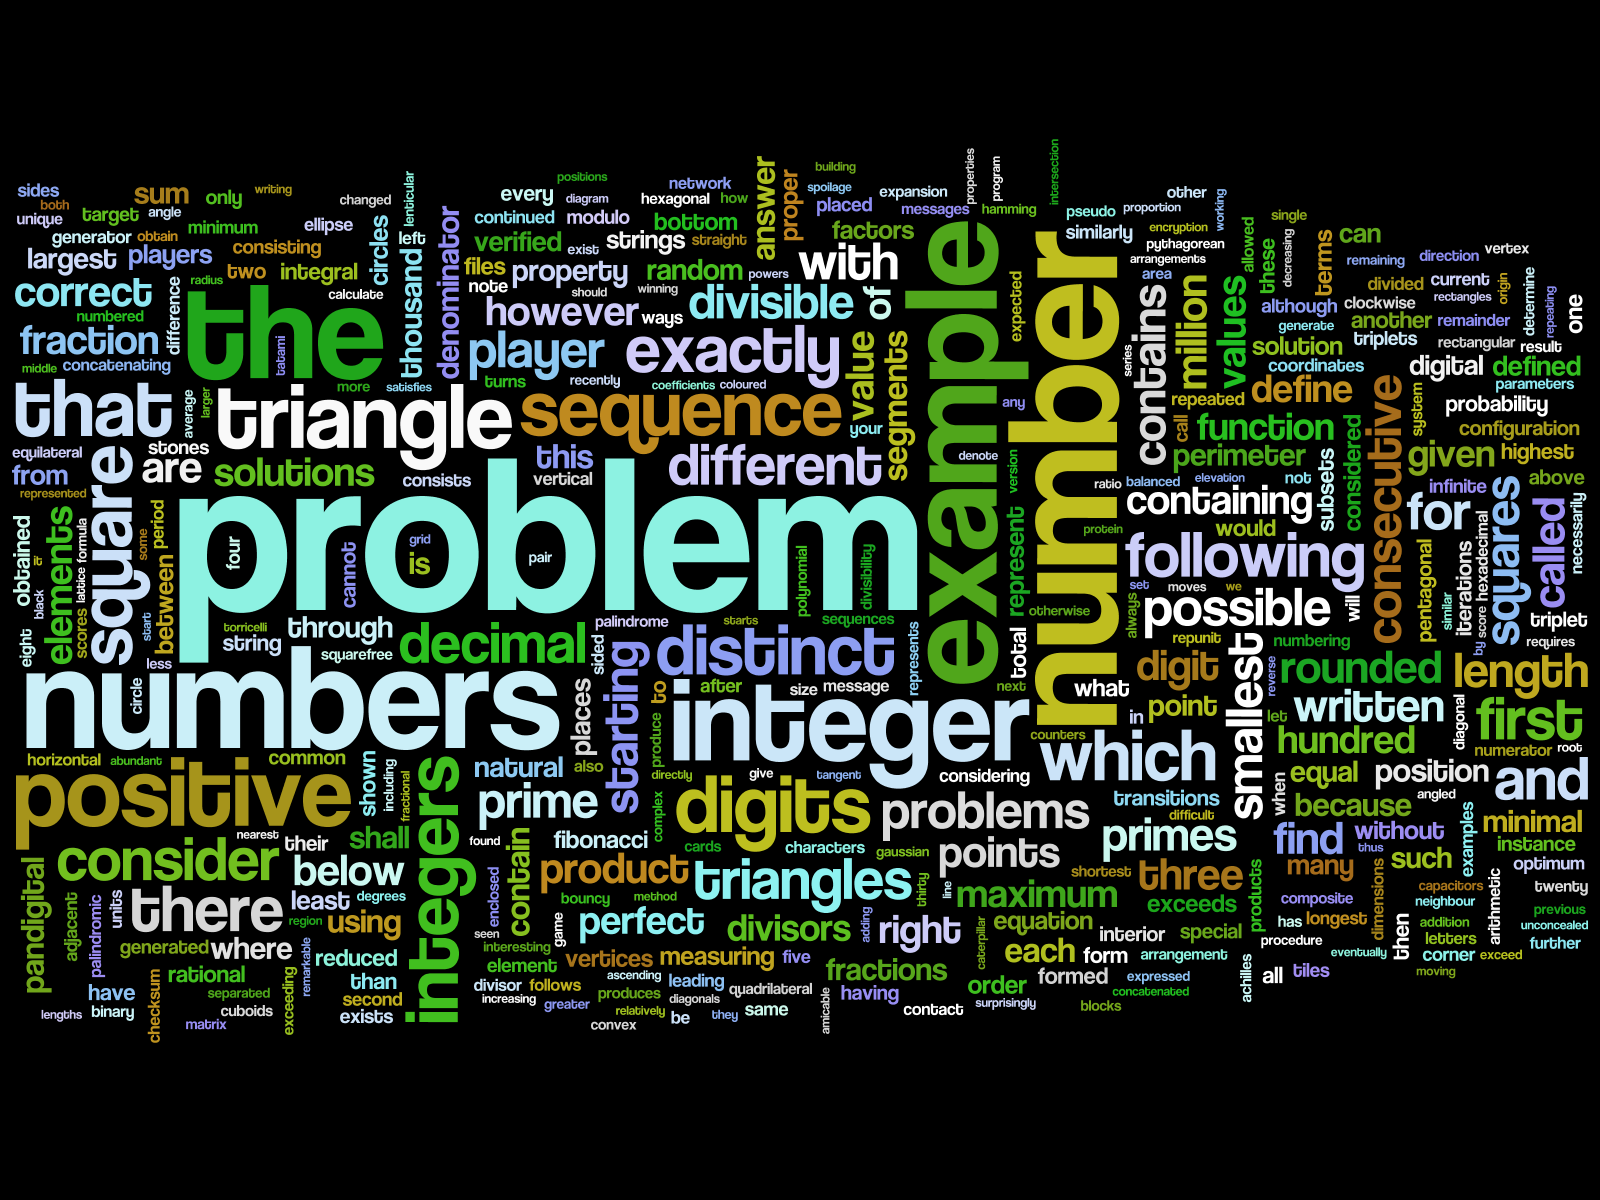 problem
number
numbers
example
the
integer
triangle
positive
sequence
square
that
integers
digits
distinct
different
exactly
following
which
and
first
there
consider
decimal
triangles
squares
consecutive
smallest
possible
problems
player
prime
primes
product
perfect
points
three
maximum
find
rounded
written
length
hundred
containing
contains
called
for
given
function
define
million
values
with
of
divisible
however
property
random
answer
proper
factors
placed
spoilage
building
expansion
messages
hamming
properties
program
intersection
pseudo
proportion
similarly
other
working
encryption
pythagorean
arrangements
area
allowed
these
single
decreasing
terms
can
remaining
direction
vertex
divided
current
rectangles
origin
determine
repeating
one
although
clockwise
generate
another
remainder
rectangular
result
triplets
solution
coordinates
digital
defined
parameters
repeated
series
call
system
probability
configuration
highest
perimeter
considered
subsets
not
elevation
balanced
ratio
infinite
above
necessarily
would
protein
hexadecimal
score
by
iterations
pentagonal
similar
triplet
requires
will
we
moves
set
always
otherwise
repunit
numbering
reverse
digit
what
in
point
let
diagonal
numerator
root
counters
transitions
difficult
when
equal
position
angled
because
without
thus
examples
minimal
instance
optimum
such
many
dimensions
capacitors
neighbour
arithmetic
twenty
previous
unconcealed
further
exceed
addition
letters
corner
moving
eventually
then
longest
has
composite
products
exceeds
shortest
special
procedure
all
tiles
achilles
arrangement
expressed
concatenated
blocks
form
interior
equation
each
formed
order
surprisingly
contact
caterpillar
line
thirty
gaussian
considering
right
adding
fractions
having
amicable
same
quadrilateral
diagonals
leading
measuring
five
divisors
they
be
relatively
convex
produces
greater
vertices
ascending
follows
increasing
divisor
element
interesting
seen
game
method
bouncy
enclosed
contain
found
fibonacci
characters
cards
complex
directly
give
tangent
natural
also
places
starting
produce
to
after
size
message
represents
next
total
represent
version
denote
any
expected
sequences
divisibility
polynomial
starts
palindrome
sided
squarefree
string
torricelli
through
cannot
grid
is
pair
four
this
vertical
consists
solutions
are
stones
average
larger
more
satisfies
turns
recently
coefficients
coloured
your
value
segments
ways
winning
should
note
files
powers
exist
verified
strings
straight
bottom
modulo
continued
hexagonal
how
network
diagram
positions
every
denominator
thousand
left
lenticular
changed
circles
ellipse
integral
calculate
two
radius
tatami
consisting
minimum
only
writing
sum
angle
target
obtain
generator
players
largest
unique
both
sides
correct
numbered
difference
fraction
middle
concatenating
equilateral
from
represented
obtained
it
black
eight
elements
scores
lattice
formula
some
start
between
period
less
circle
horizontal
abundant
common
shown
including
fractional
nearest
their
shall
below
least
degrees
region
using
where
units
palindromic
adjacent
pandigital
generated
rational
have
binary
separated
cuboids
matrix
checksum
lengths
exceeding
remarkable
reduced
than
second
exists